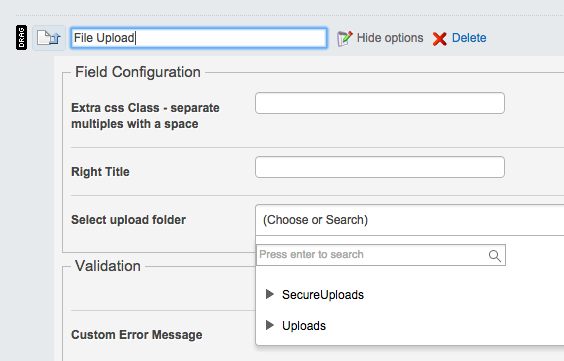 DRAG
File Upload
Hide options
Delete
Field Configuration
Extra css Class - separate
multiples with a space
Right Title
Select upload folder
(Choose or Search)
Press enter to search
SecureUploads
Uploads
Validation
Custom Error Message